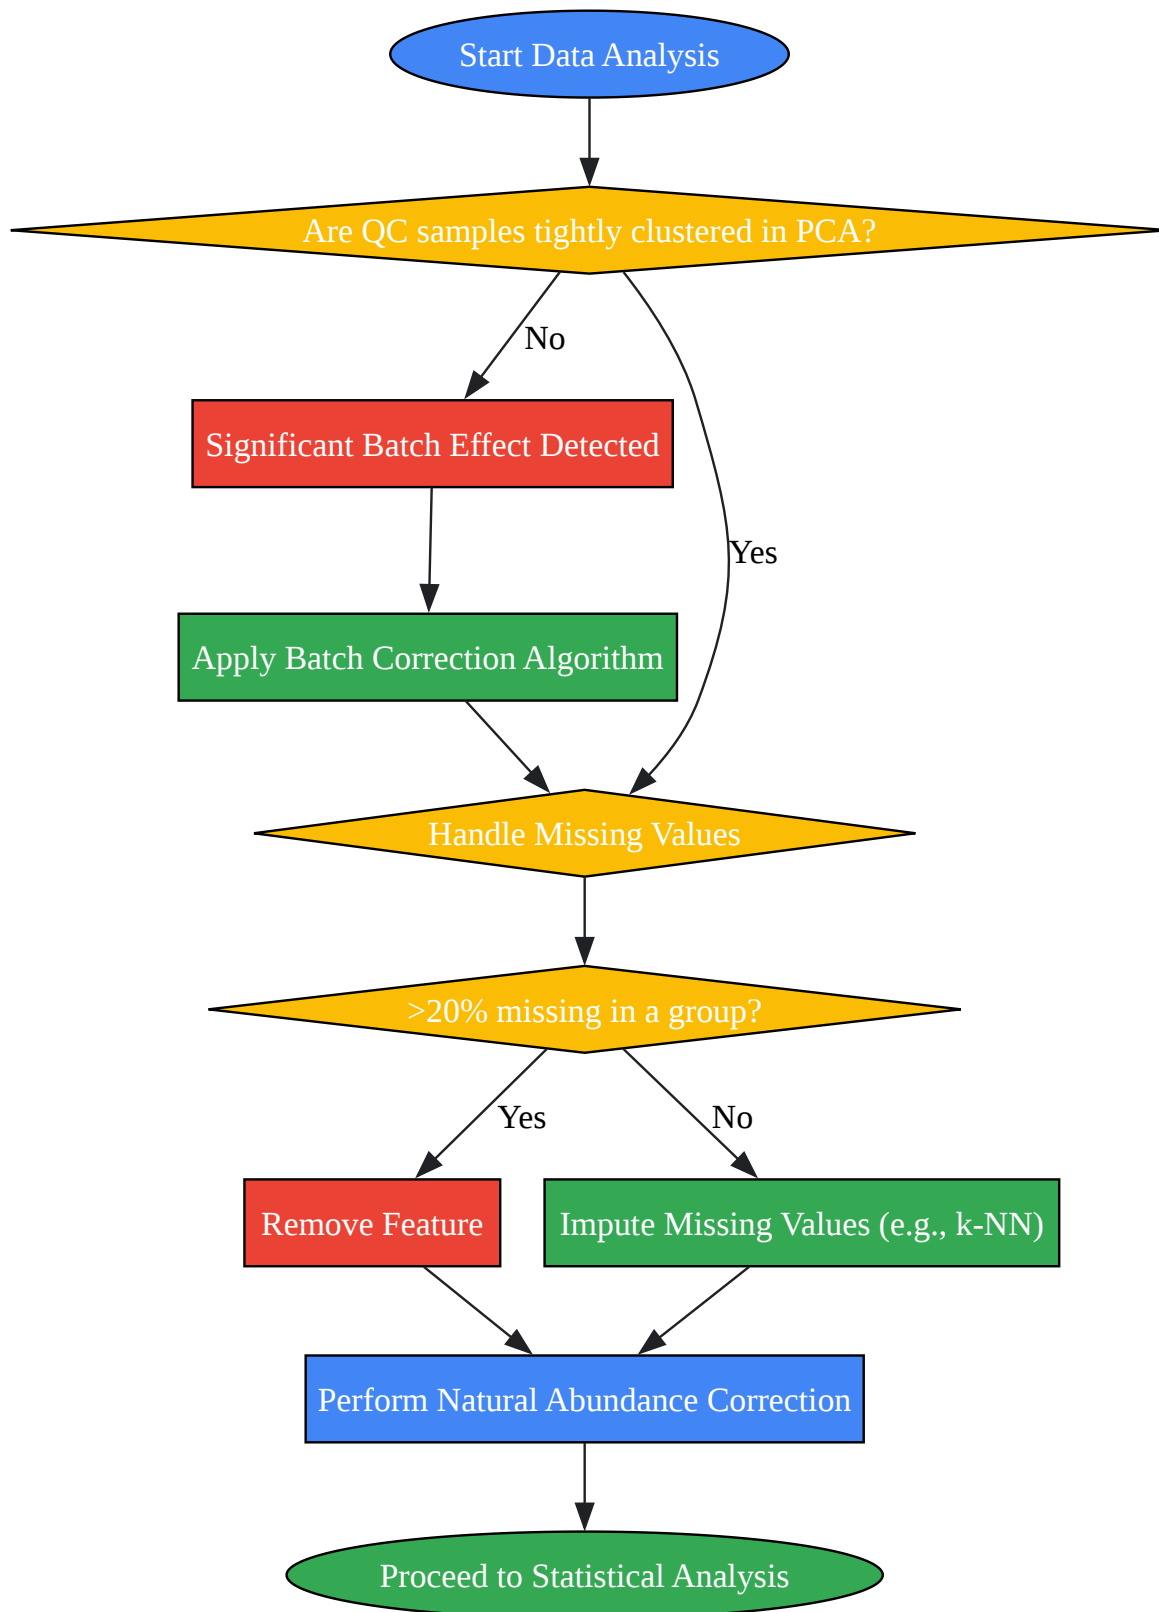 Start Data Analysis
Are QC samples tightly clustered in PCA?
No
Significant Batch Effect Detected
Yes
Apply Batch Correction Algorithm
Handle Missing Values
>20% missing in a group?
Yes
No
Remove Feature
Impute Missing Values (e.g., k-NN)
Perform Natural Abundance Correction
Proceed to Statistical Analysis